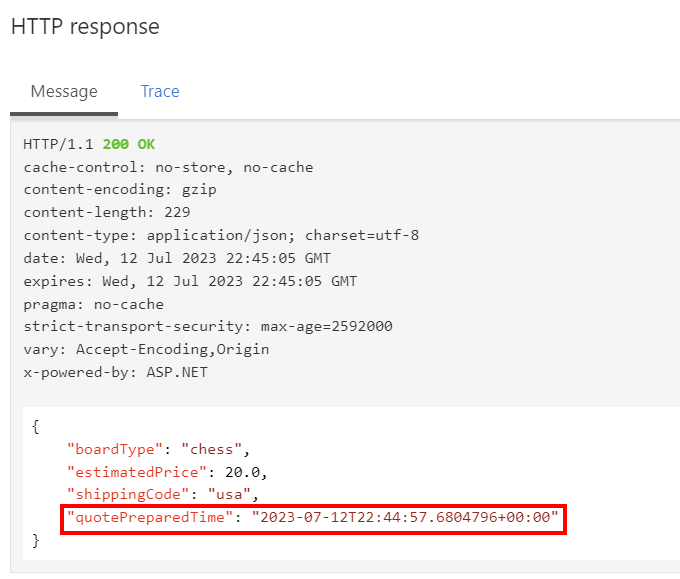 HTTP response
Message Trace
HTTP/1.1 200 OK
cache-control: no-store, no-cache
content-encoding: gzip
content-length: 229
content-type: application/json; charset=utf-8
date: Wed, 12 Jul 2023 22:45:05 GMT
expires: Wed, 12 Jul 2023 22:45:05 GMT
pragma: no-cache
strict-transport-security: max-age=2592000
vary: Accept-Encoding,Origin
x-powered-by: ASP.NET
{
"boardType": "chess",
"estimatedPrice": 20.0,
"shippingCode": "usa",
"quotePreparedTime": "2023-07-12T22:44:57.6804796+00:00"
}